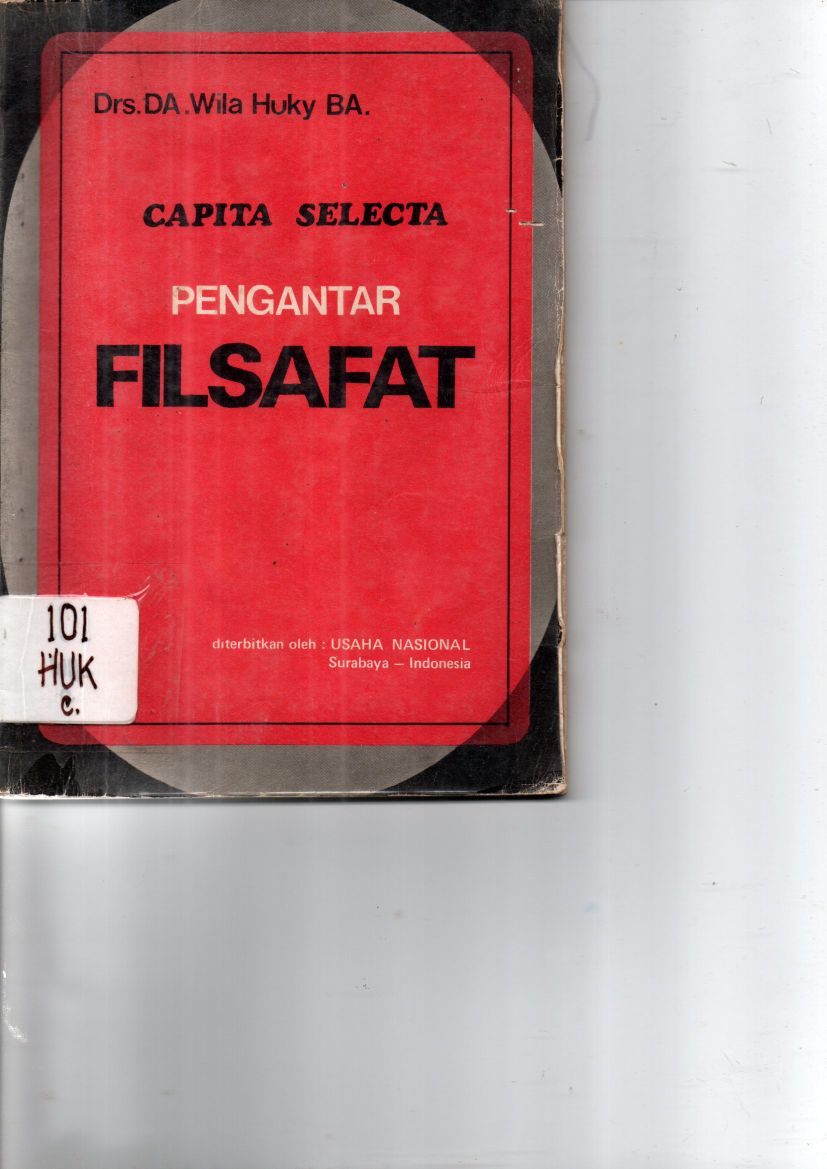 Drs.DA.Wila Huky BA.
CAPITA SELECTA
PENGANTAR
FILSAFAT
diterbitkan oleh : USAHA NASIONAL
Surabaya – Indonesia
101
HUK
c.